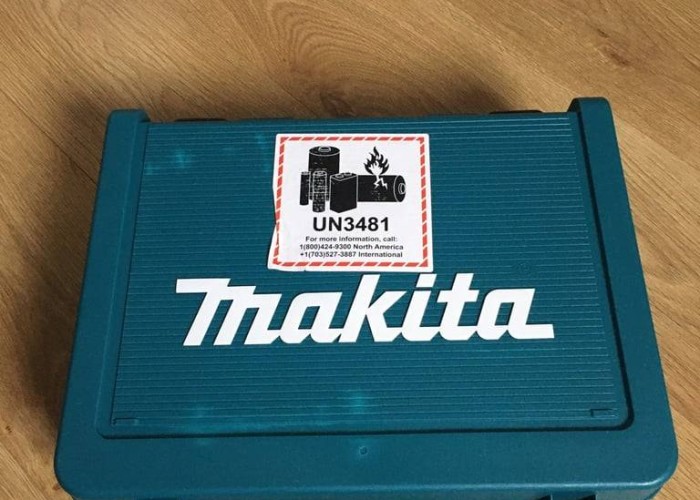 UN3481
For more information, call:
1(800)424-9300 North America
+1(703)527-3887 International
makita